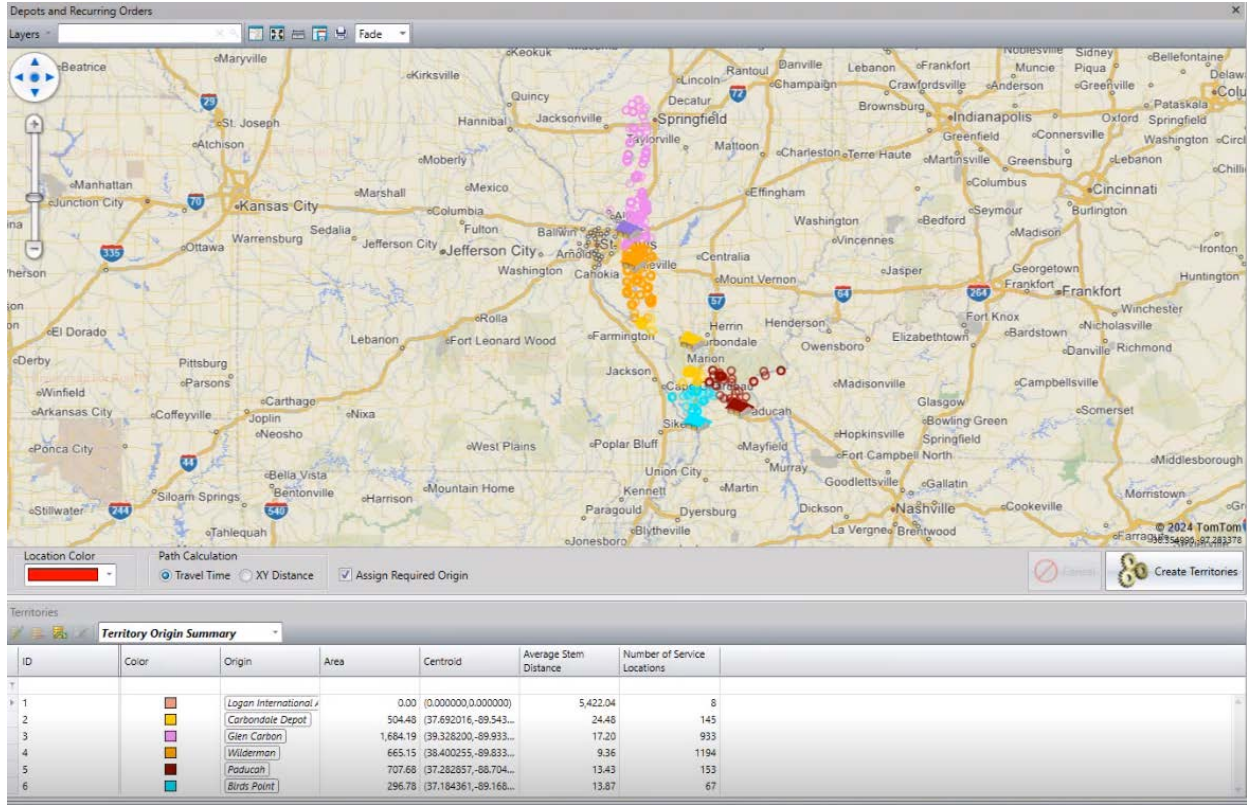 Depots and Recurring Orders
Layers
Fade
Beatrice
Maryville
Keokuk
Kirksville
Lincoln
Rantoul
Danville
Lebanon
Frankfort
Noblesville
Muncie
Sidney
Piqua
Bellefontaine
Quincy
Decatur
72
Champaign
Crawfordsville
Anderson
Greenville
29
St. Joseph
Hannibal
Jacksonville
Springfield
Brownsburg
Indianapolis
Pataskala
Oxford
Springfield
Atchison
Taylorville
Mattoon
Greenfield
Connersville
Washington
Moberly
Charleston
Terre Haute
Martinsville
Greensburg
Lebanon
Manhattan
Junction City
70
Kansas City
Marshall
Mexico
Effingham
Columbus
Cincinnati
Columbia
Sedalia
Fulton
Ballwin
Washington
Bedford
Seymour
Burlington
335
Ottawa
Warrensburg
Jefferson City
Jefferson City
Arnold
Centralia
Vincennes
Madison
Ironton
Washington
Cahokia
Mount Vernon
Jasper
Georgetown
Huntington
57
64
264
Frankfort
Frankfort
Winchester
El Dorado
Rolla
Herrin
Henderson
Fort Knox
Nicholasville
Lebanon
Fort Leonard Wood
Farmington
Owensboro
Elizabethtown
Bardstown
Danville
Richmond
Derby
Pittsburg
Marion
Parsons
Jackson
Madisonville
Campbellsville
Winfield
Carthage
Glasgow
Arkansas City
Coffeyville
Joplin
Nixa
Bowling Green
Somerset
Neosho
Ponca City
West Plains
Poplar Bluff
Mayfield
Hopkinsville
Springfield
Fort Campbell North
Middlesborough
44
Bella Vista
Union City
Murray
Siloam Springs
Bentonville
Harrison
Mountain Home
Kennett
Martin
Goodlettsville
Gallatin
Morristown
Stillwater
244
540
Paragould
Dyersburg
Dickson
Nashville
Cookeville
Tahlequah
Blytheville
La Vergne
Brentwood
© 2024 TomTom
Jonesboro
Location Color
Path Calculation
Travel Time
XY Distance
Assign Required Origin
Cancel
Create Territories
Territories
Territory Origin Summary
ID Color Origin Area Centroid Average Stem Distance Number of Service Locations
1 Logan International A 0.00 (0.000000,0.000000) 5,422.04 8
2 Carbondale Depot 504.48 (37.692016,-89.543... 24.48 145
3 Glen Carbon 1,684.19 (39.328200,-89.933... 17.20 933
4 Wilderman 665.15 (38.400255,-89.833... 9.36 1194
5 Paducah 707.68 (37.282857,-88.704... 13.43 153
6 Birds Point 296.78 (37.184361,-89.168... 13.87 67